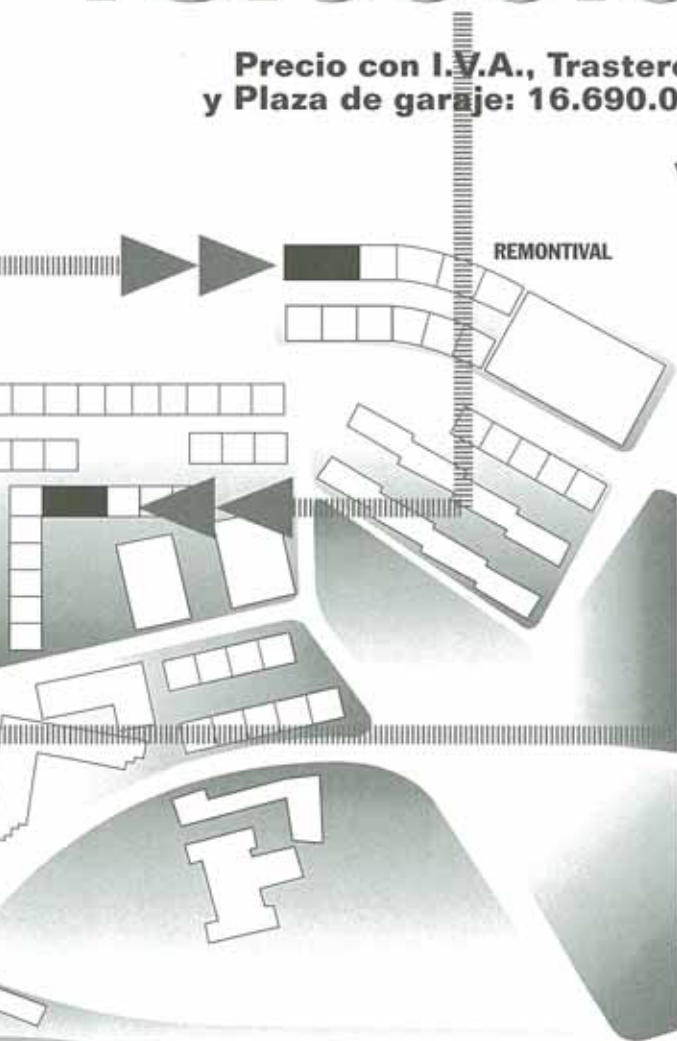 Precio con I.V.A., Trastero
y Plaza de garaje: 16.690.0
REMONTIVAL